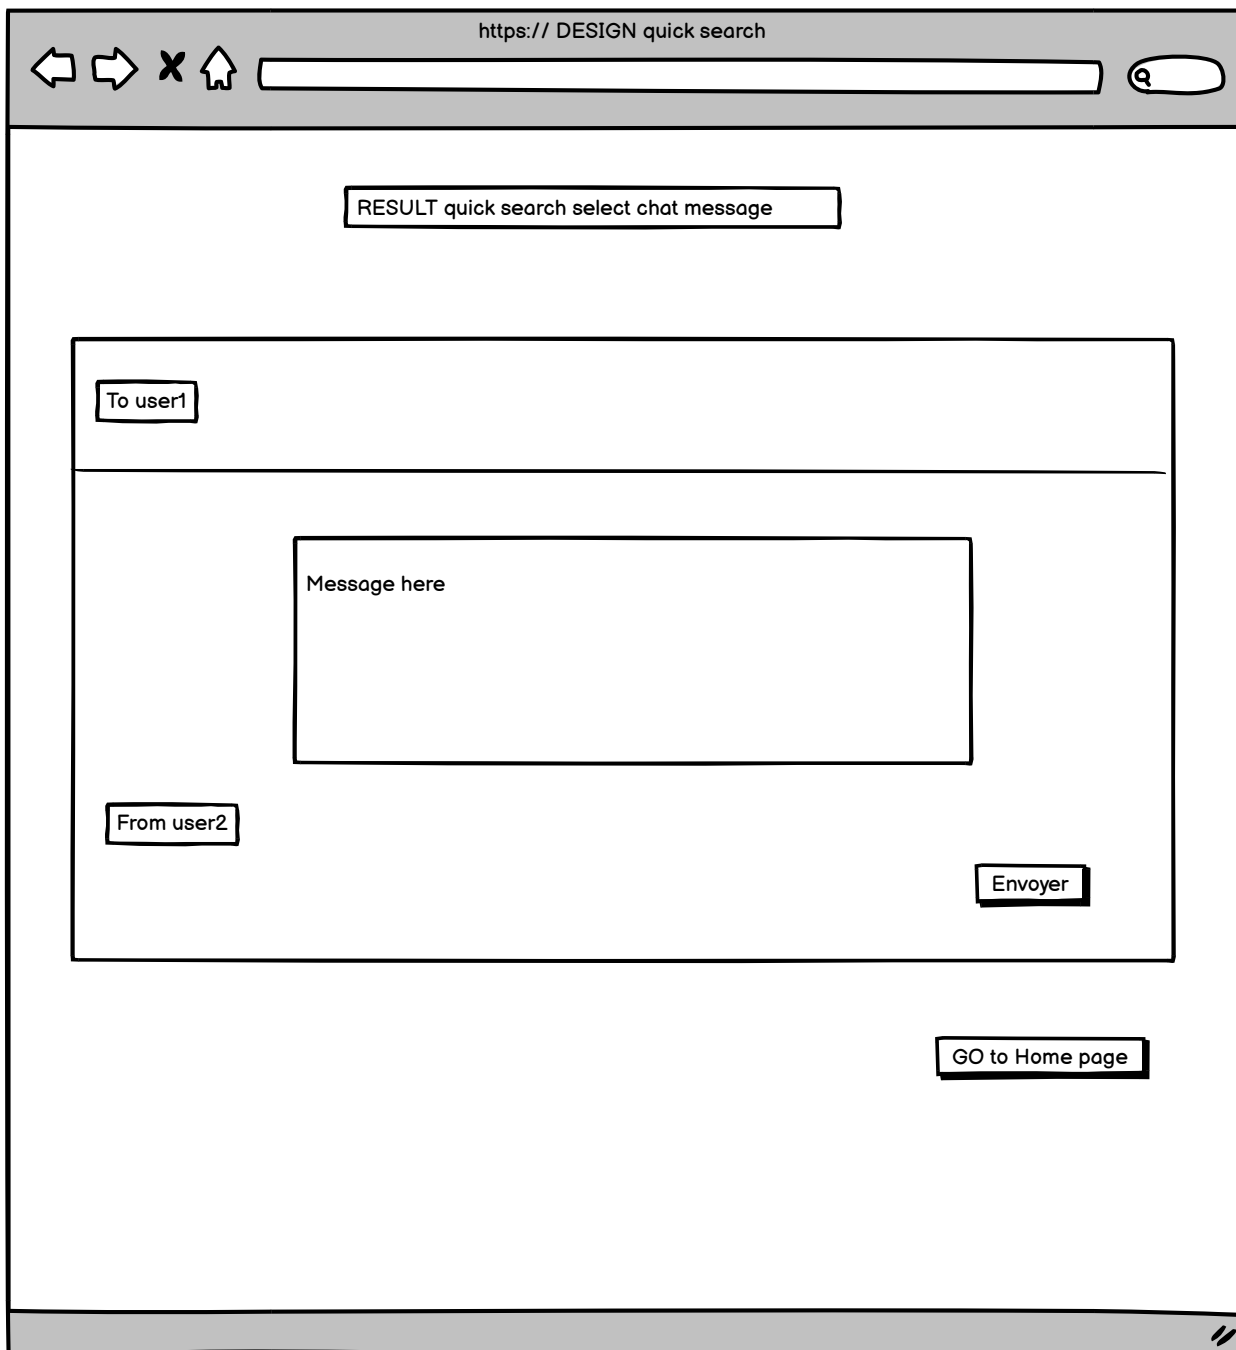 https:// DESIGN quick search
RESULT quick search select chat message
To user1
Message here
From user2
Envoyer
GO to Home page